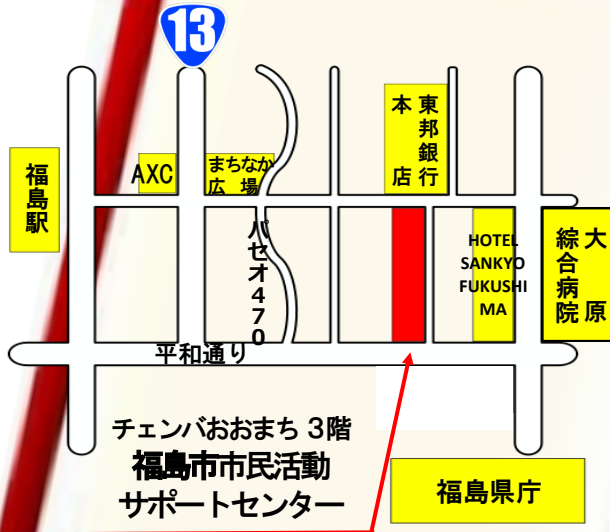 13
東邦銀行
本店
AXC
まちなか
広場
福島駅
パセオ470
HOTEL
SANKYO
FUKUSHI
MA
大原
綜合病院
平和通り
チェンバおおまち 3階
福島市市民活動
サポートセンター
福島県庁